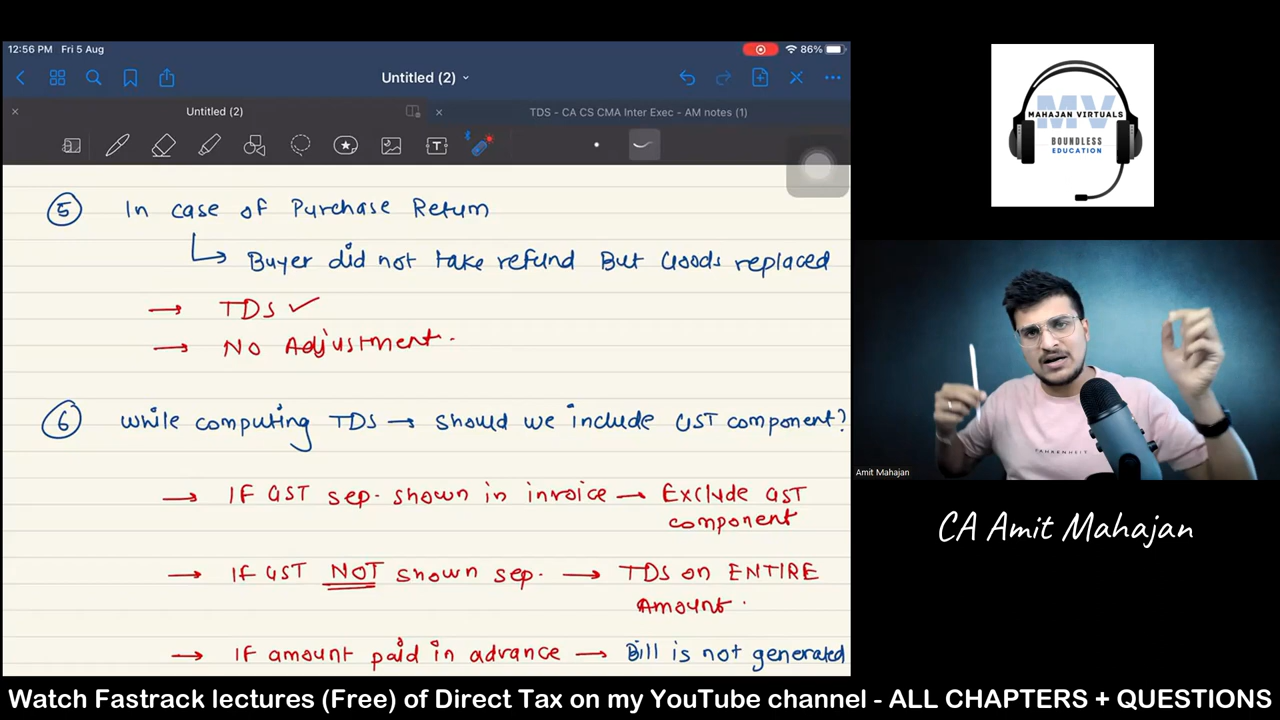 12:56 PM Fri 5 Aug
86%
Untitled (2)
Untitled (2)
TDS - CA CS CMA Inter Exec - AM notes (1)
5 In case of Purchase Return
Buyer did not take refund But Goods replaced
→ TDS ✓
→ No Adjustment.
6 while computing TDS → should we include GST component?
→ If GST sep. shown in invoice → Exclude GST
component
→ If GST NOT shown sep. → TDS on ENTIRE
Amount.
→ If amount paid in advance → Bill is not generated
MV
MAHAJAN VIRTUALS
BOUNDLESS
EDUCATION
FAHRENHEIT
Amit Mahajan
CA Amit Mahajan
Watch Fastrack lectures (Free) of Direct Tax on my YouTube channel - ALL CHAPTERS + QUESTIONS